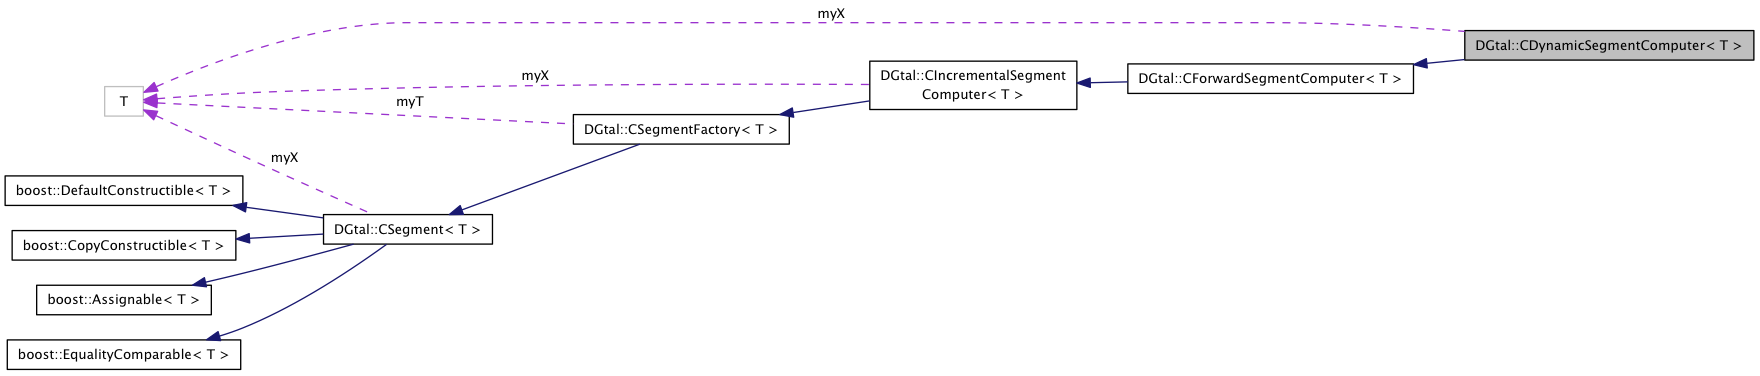 myX
DGtal::CDynamicSegmentComputer< T >
myX
DGtal::CIncrementalSegment
Computer< T >
DGtal::CForwardSegmentComputer< T >
T
myT
DGtal::CSegmentFactory< T >
myX
boost::DefaultConstructible< T >
DGtal::CSegment< T >
boost::CopyConstructible< T >
boost::Assignable< T >
boost::EqualityComparable< T >